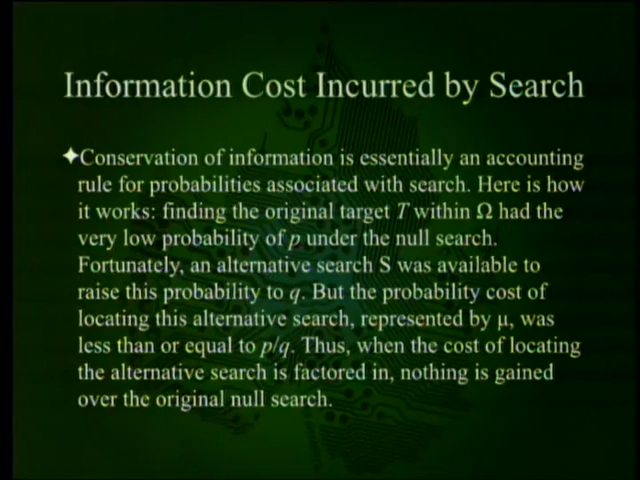 Information Cost Incurred by Search
✦Conservation of information is essentially an accounting
rule for probabilities associated with search. Here is how
it works: finding the original target T within Ω had the
very low probability of p under the null search.
Fortunately, an alternative search S was available to
raise this probability to q. But the probability cost of
locating this alternative search, represented by μ, was
less than or equal to p/q. Thus, when the cost of locating
the alternative search is factored in, nothing is gained
over the original null search.